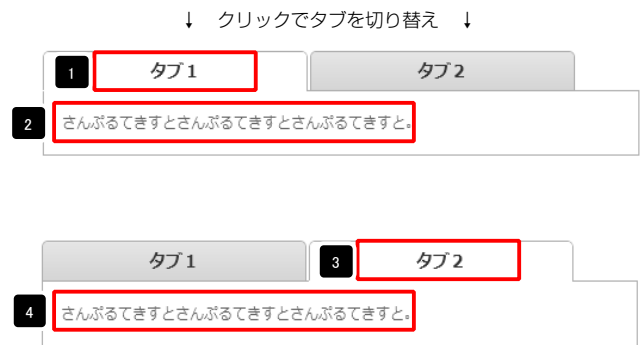 ↓ クリックでタブを切り替え ↓
1 タブ1 タブ2
2 さんぷるてきすとさんぷるてきすとさんぷるてきすと。
タブ1 3 タブ2
4 さんぷるてきすとさんぷるてきすとさんぷるてきすと。